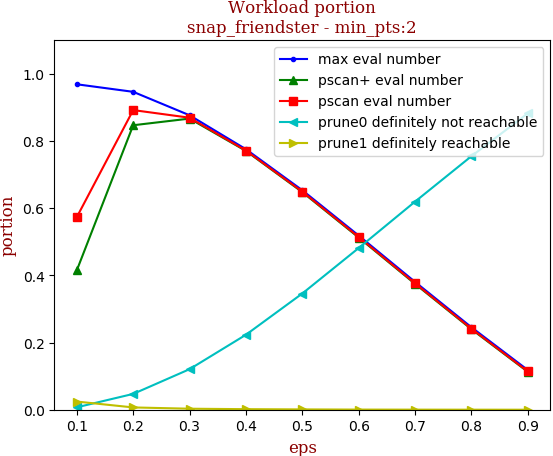 Workload portion
snap_friendster - min_pts:2
max eval number
pscan+ eval number
pscan eval number
prune0 definitely not reachable
prune1 definitely reachable
portion
1.0
0.8
0.6
0.4
0.2
0.0
0.1 0.2 0.3 0.4 0.5 0.6 0.7 0.8 0.9
eps